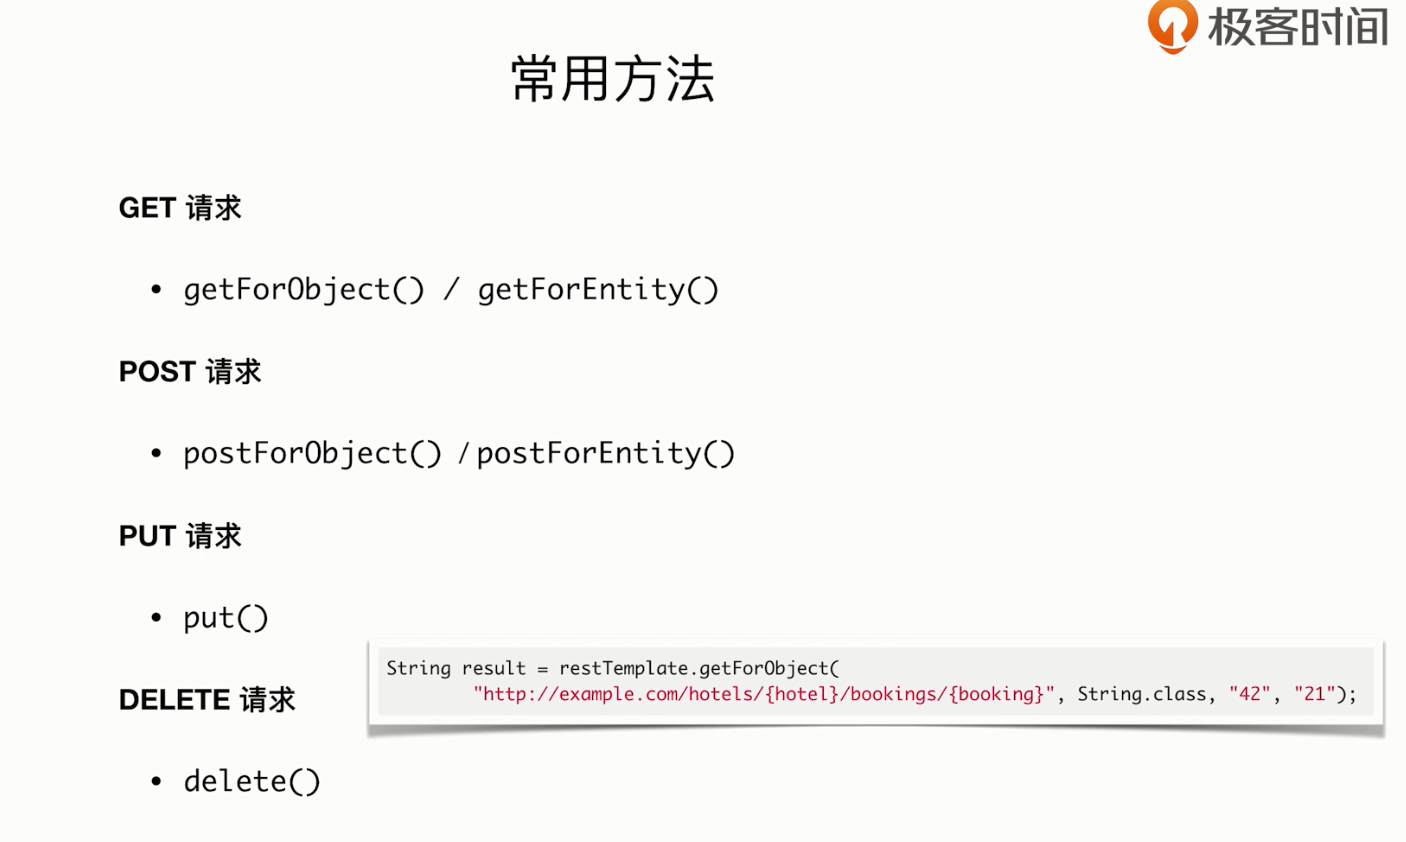 极客时间
常用方法
GET 请求
• getForObject() / getForEntity()
POST 请求
• postForObject() /postForEntity()
PUT 请求
• put()
String result = restTemplate.getForObject(
"http://example.com/hotels/{hotel}/bookings/{booking}", String.class, "42", "21");
DELETE 请求
• delete()